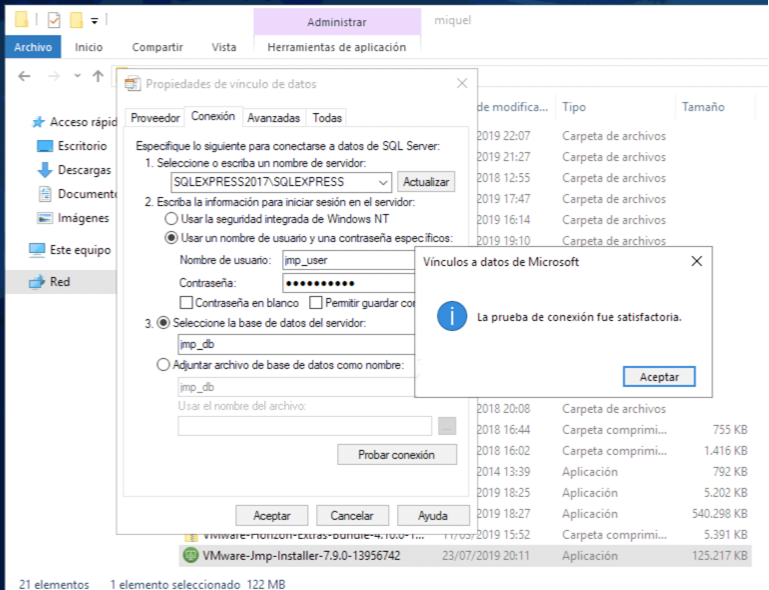 Administrar
miquel
Archivo Inicio Compartir Vista Herramientas de aplicación
Propiedades de vínculo de datos
Proveedor Conexión Avanzadas Todas
Especifique lo siguiente para conectarse a datos de SQL Server:
1. Seleccione o escriba un nombre de servidor:
SQLEXPRESS2017\SQLEXPRESS Actualizar
2. Escriba la información para iniciar sesión en el servidor:
Usar la seguridad integrada de Windows NT
Usar un nombre de usuario y una contraseña específicos:
Nombre de usuario: jmp_user
Contraseña: ••••••••••
Contraseña en blanco Permitir guardar
3. Seleccione la base de datos del servidor:
jmp_db
Adjuntar archivo de base de datos como nombre:
jmp_db
Usar el nombre del archivo:
...
Probar conexión
Aceptar Cancelar Ayuda
Vínculos a datos de Microsoft
La prueba de conexión fue satisfactoria.
Aceptar
Acceso rápid
Escritorio
Descargas
Documento
Imágenes
Este equipo
Red
de modifica... Tipo Tamaño
2019 22:07 Carpeta de archivos
2019 21:27 Carpeta de archivos
2018 12:55 Carpeta de archivos
2019 17:47 Carpeta de archivos
2019 16:14 Carpeta de archivos
2019 19:10 Carpeta de archivos
2018 20:08 Carpeta de archivos
2018 16:44 Carpeta comprimi... 755 KB
2018 16:02 Carpeta comprimi... 1.416 KB
2014 13:39 Aplicación 792 KB
2019 18:25 Aplicación 5.202 KB
2019 18:27 Aplicación 540.298 KB
VMware-Horizon-Extras-Bundle-4.10.0-1... 11/03/2019 15:52 Carpeta comprimi... 5.391 KB
VMware-Jmp-Installer-7.9.0-13956742 23/07/2019 20:11 Aplicación 125.217 KB
21 elementos 1 elemento seleccionado 122 MB